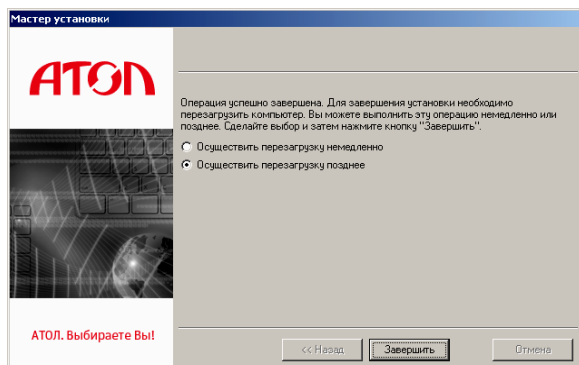 Мастер установки
АТОЛ
Операция успешно завершена. Для завершения установки необходимо
перезагрузить компьютер. Вы можете выполнить эту операцию немедленно или
позднее. Сделайте выбор и затем нажмите кнопку "Завершить".
Осуществить перезагрузку немедленно
Осуществить перезагрузку позднее
АТОЛ. Выбираете Вы!
<< Назад
Завершить
Отмена